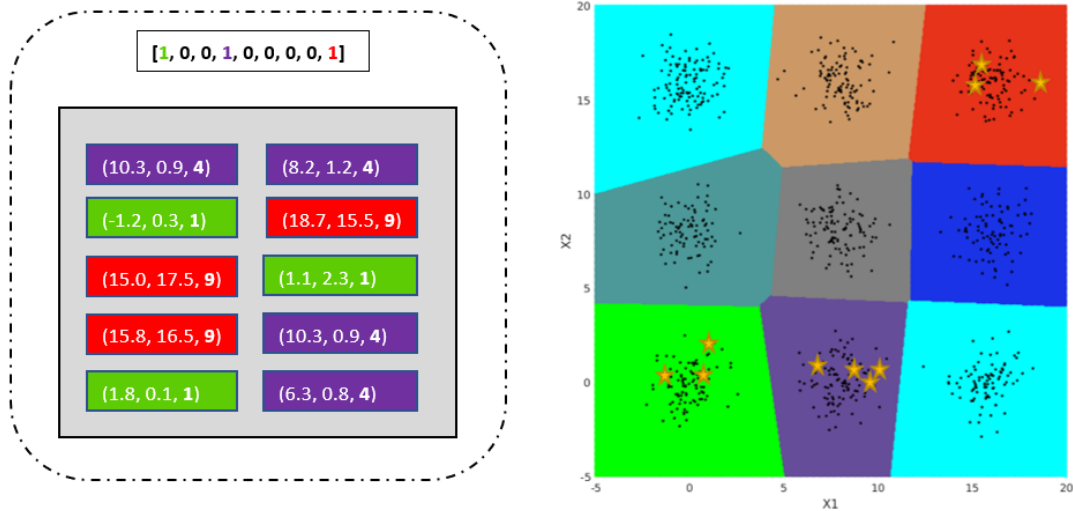 [1, 0, 0, 1, 0, 0, 0, 0, 1]
(10.3, 0.9, 4)
(8.2, 1.2, 4)
(-1.2, 0.3, 1)
(18.7, 15.5, 9)
(15.0, 17.5, 9)
(1.1, 2.3, 1)
(15.8, 16.5, 9)
(10.3, 0.9, 4)
(1.8, 0.1, 1)
(6.3, 0.8, 4)
20
15
10
5
0
-5
X2
-5
0
5
10
15
20
X1